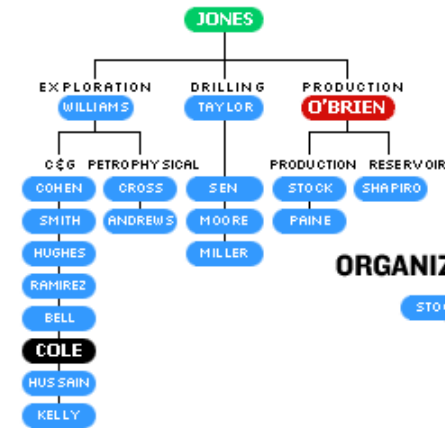 JONES
EXPLORATION DRILLING PRODUCTION
WILLIAMS TAYLOR O'BRIEN
G&G PETROPHYSICAL PRODUCTION RESERVOIR
COHEN CROSS SEN STOCK SHAPIRO
SMITH ANDREWS MOORE PAINE
HUGHES MILLER
ORGANIZ
RAMIREZ
STO
BELL
COLE
HUSSAIN
KELLY